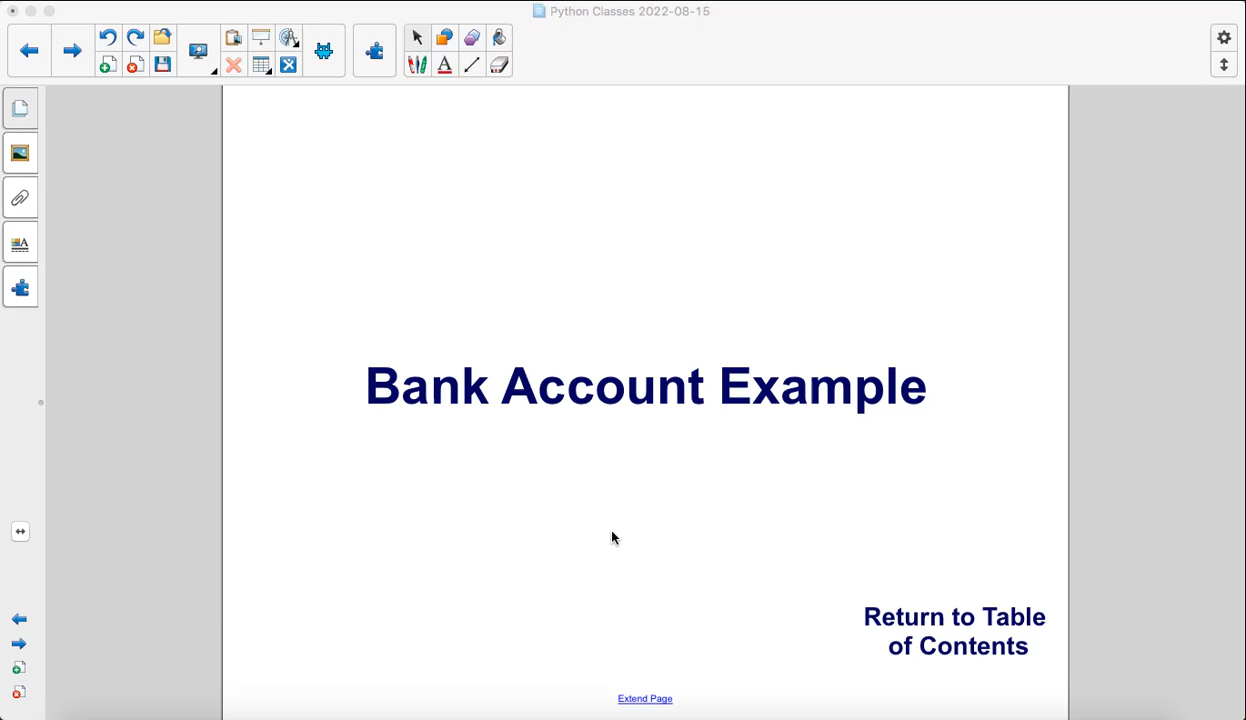 Python Classes 2022-08-15
Bank Account Example
Return to Table
of Contents
Extend Page